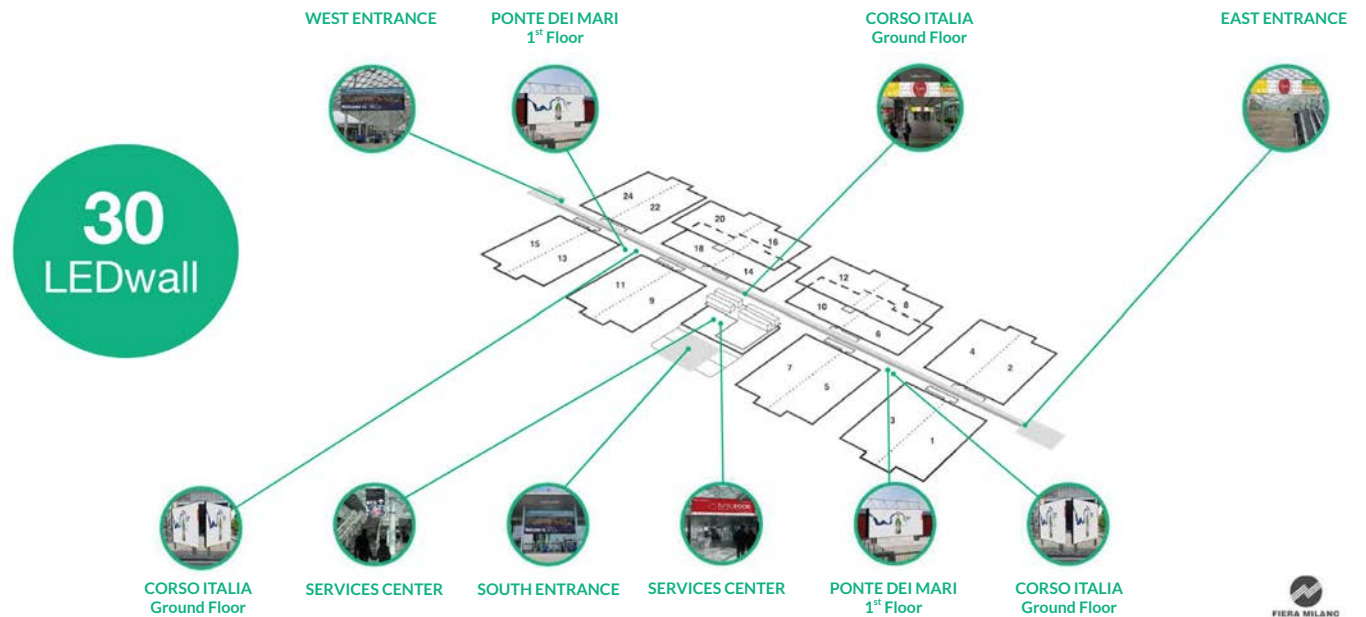 WEST ENTRANCE
PONTE DEI MARI
1st Floor
CORSO ITALIA
Ground Floor
EAST ENTRANCE
30
LEDwall
24
22
20
16
18
14
15
13
11
9
12
8
10
6
4
2
7
5
3
1
CORSO ITALIA
Ground Floor
SERVICES CENTER
SOUTH ENTRANCE
SERVICES CENTER
PONTE DEI MARI
1st Floor
CORSO ITALIA
Ground Floor
FIERA MILANO